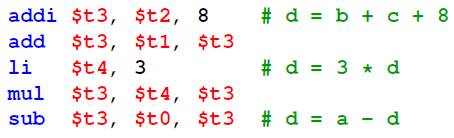 addi $t3, $t2, 8 # d = b + c + 8
add $t3, $t1, $t3
li $t4, 3 # d = 3 * d
mul $t3, $t4, $t3
sub $t3, $t0, $t3 # d = a - d